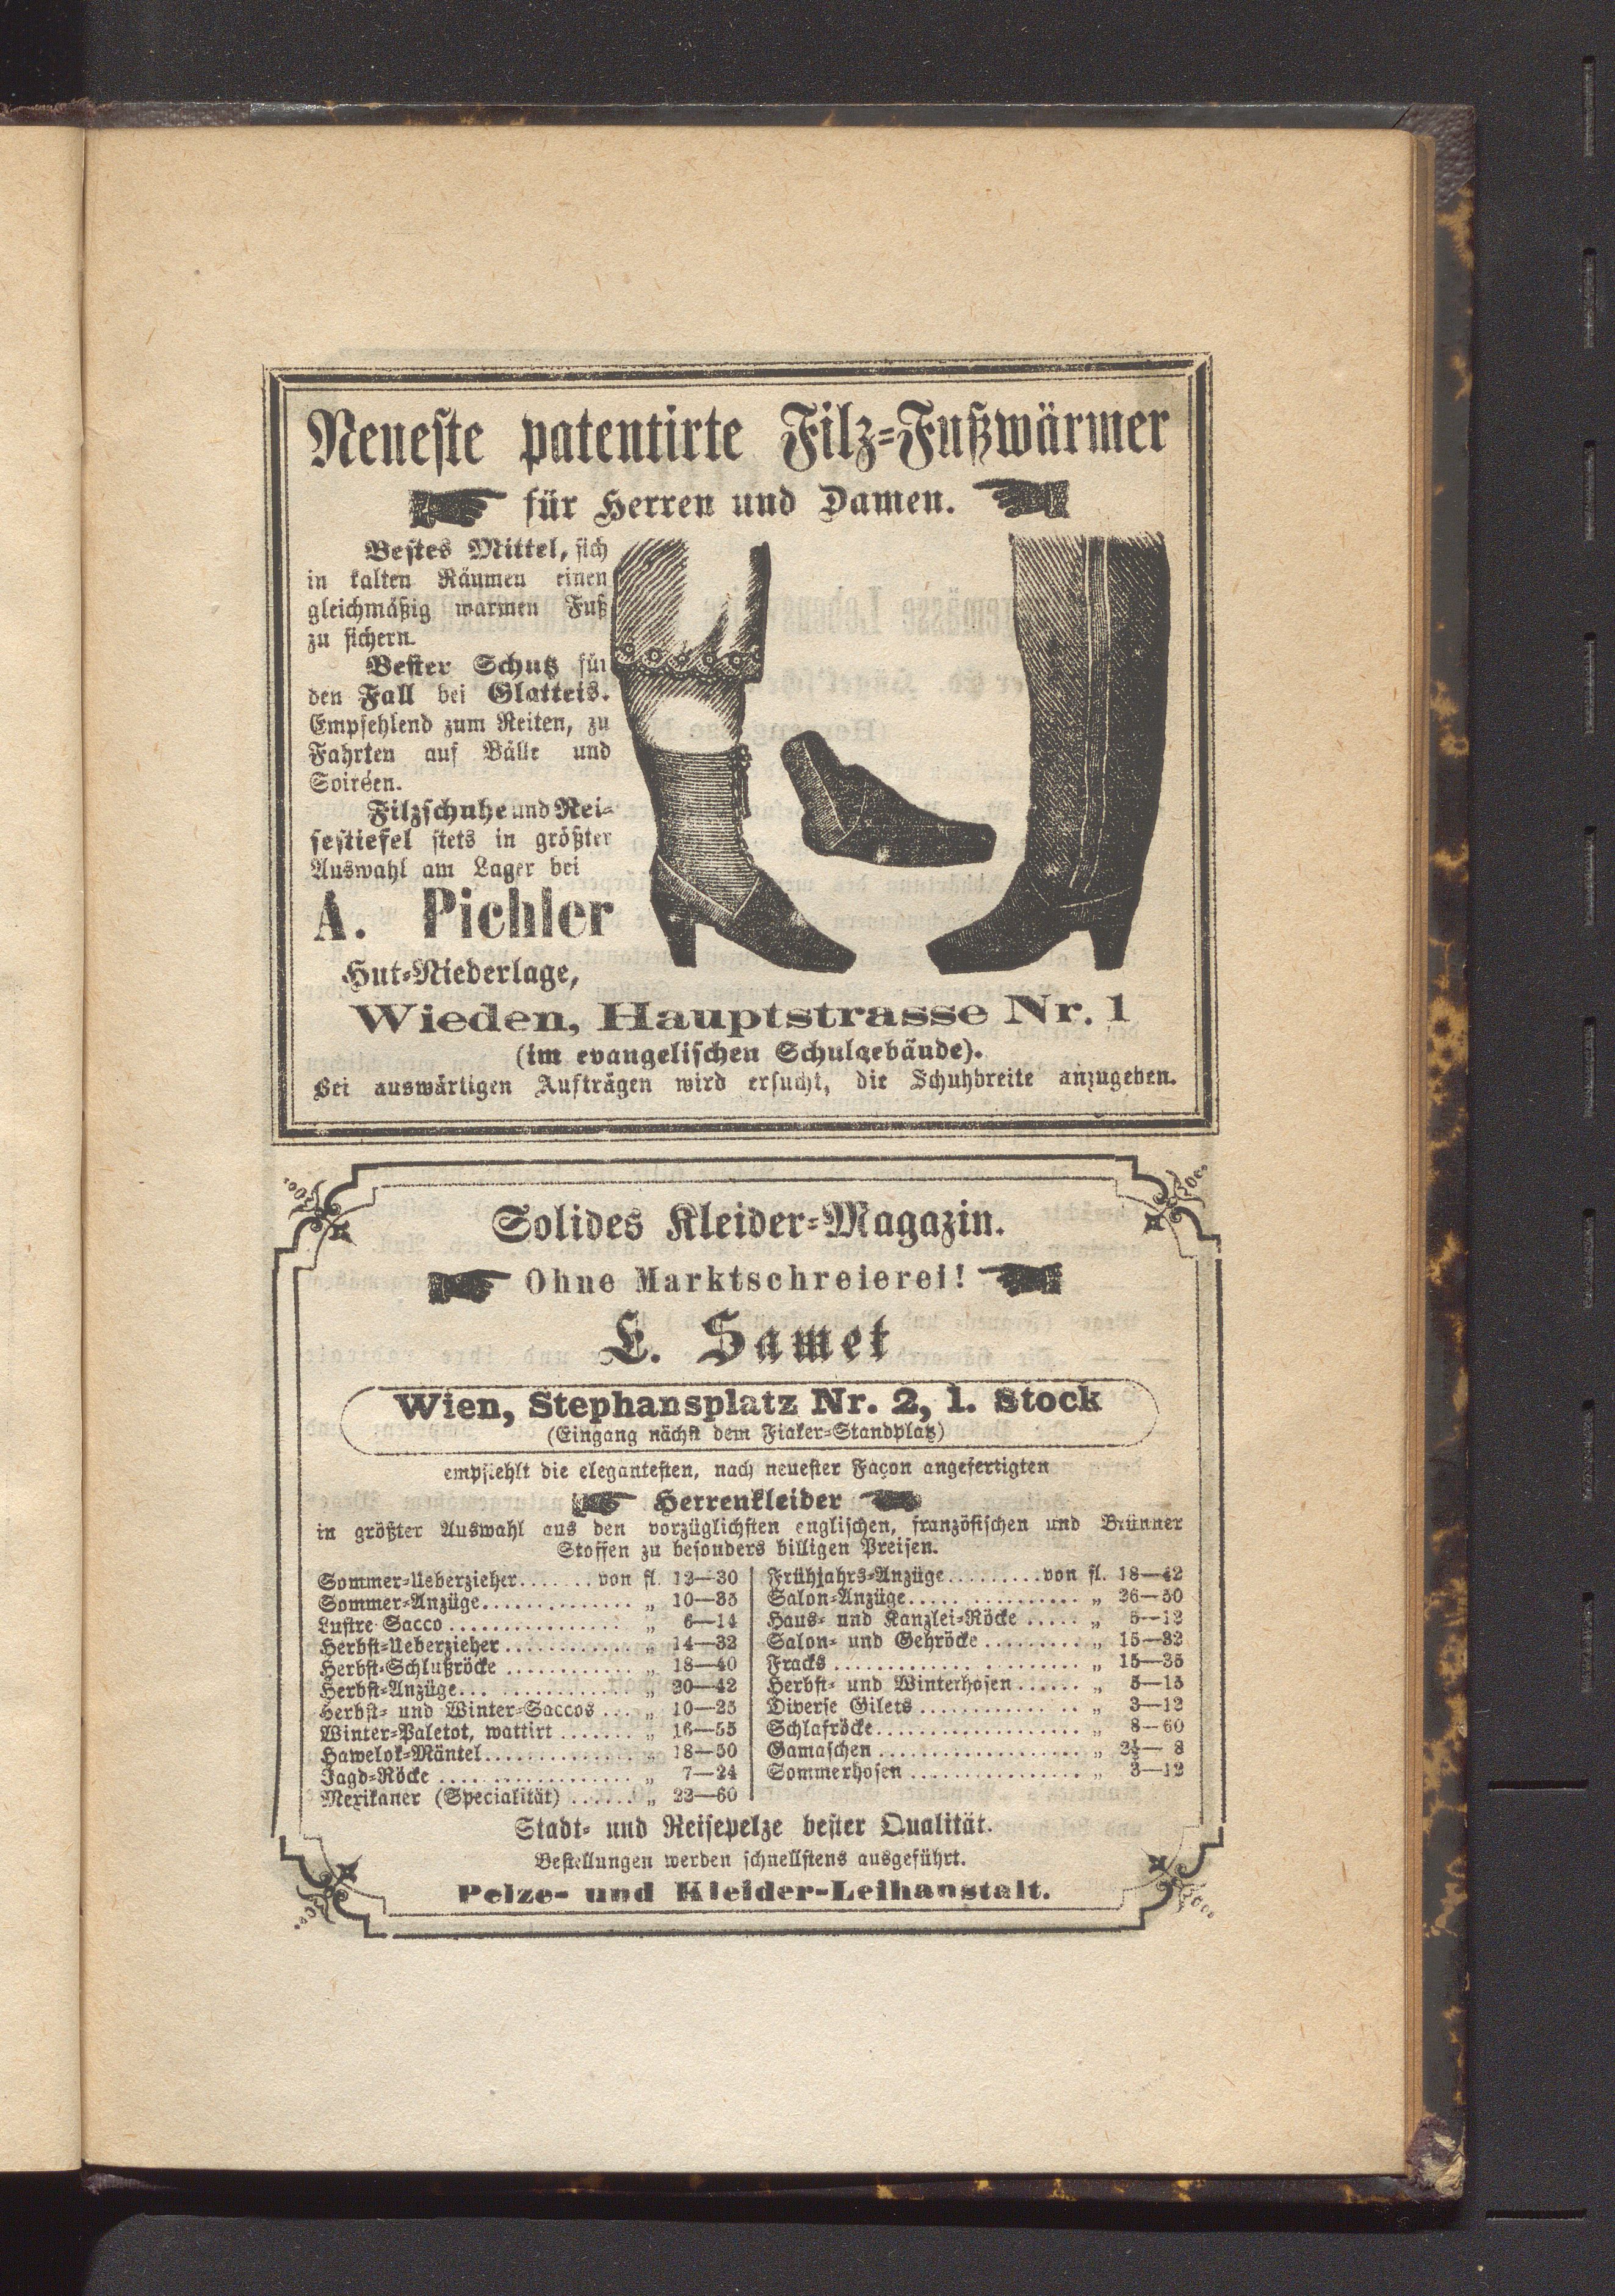 Neueste patentirte Filz-Fußwärmer
für Herren und Damen.
Bestes Mittel, sich
in kalten Räumen einen
gleichmäßig warmen Fuß
zu sichern.
Bester Schutz für
den Fall bei Glatteis.
Empfehlend zum Reiten, zu
Fahrten auf Bälle und
Soiréen.
Filzschuhe und Rei-
sestiefel stets in größter
Auswahl am Lager bei
A. Pichler
Hut-Niederlage,
Wieden, Hauptstrasse Nr. 1
(im evangelischen Schulgebäude).
Bei auswärtigen Aufträgen wird ersucht, die Schuhbreite anzugeben.
Solides Kleider-Magazin.
Ohne Marktschreierei!
L. Samet
Wien, Stephansplatz Nr. 2, 1. Stock
(Eingang nächst dem Fiaker-Standplatz)
empfiehlt die elegantesten, nach neuester Façon angefertigten
Herrenkleider
in größter Auswahl aus den vorzüglichsten englischen, französischen und Brünner
Stoffen zu besonders billigen Preisen.
Sommer-Ueberzieher.......von fl. 12—30
Sommer-Anzüge............... „ 10—35
Lustre Sacco................. „ 6—14
Herbst-Ueberzieher............. „ 14—32
Herbst-Schlußröcke............ „ 18—40
Herbst-Anzüge................ „ 20—42
Herbst- und Winter-Saccos... „ 10—25
Winter-Paletot, wattirt....... „ 16—55
Hawelok-Mäntel.............. „ 18—50
Jagd-Röcke................... „ 7—24
Mexikaner (Specialität)...... „ 22—60
Frühjahrs-Anzüge..........von fl. 18—42
Salon-Anzüge................. „ 26—50
Haus- und Kanzlei-Röcke..... „ 5—12
Salon- und Gehröcke.......... „ 15—32
Fracks........................ „ 15—35
Herbst- und Winterhosen...... „ 5—15
Diverse Gilets................ „ 3—12
Schlafröcke.................... „ 8—60
Gamaschen.................... „ 2½— 8
Sommerhosen................. „ 3—12
Stadt- und Reisepelze bester Qualität.
Bestellungen werden schnellstens ausgeführt.
Pelze- und Kleider-Leihanstalt.